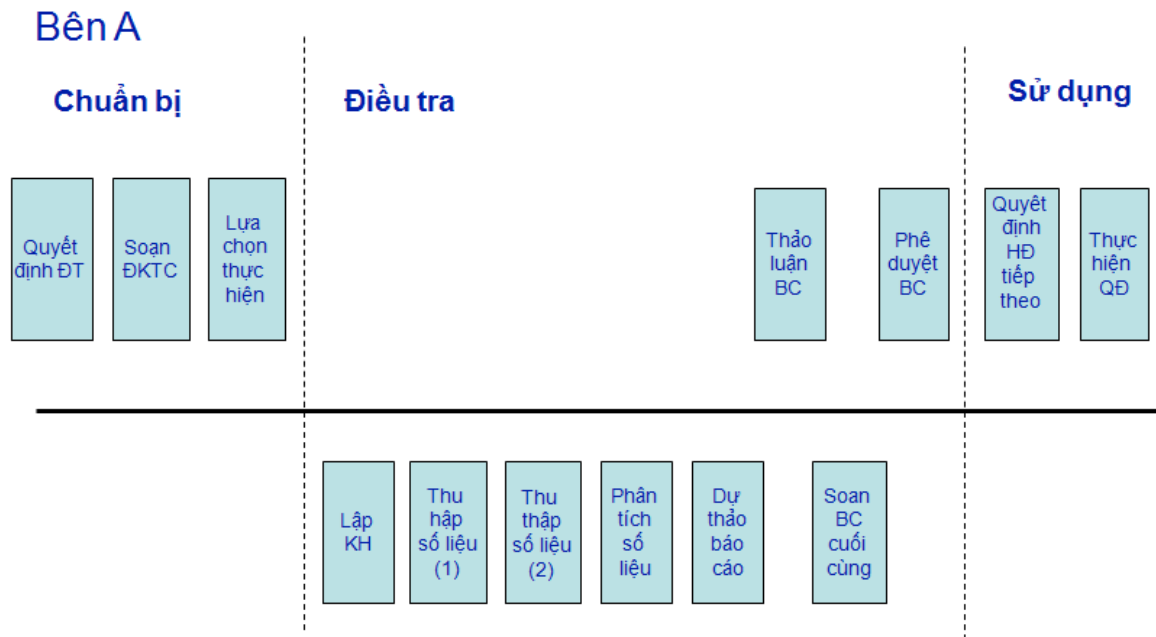 Bên A
Chuẩn bị
Điều tra
Sử dụng
Quyết
định ĐT
Soạn
ĐKTC
Lựa
chọn
thực
hiện
Thảo
luận
BC
Phê
duyệt
BC
Quyêt
định
HĐ
tiếp
theo
Thực
hiện
QĐ
Lập
KH
Thu
hập
số liệu
(1)
Thu
thập
số liệu
(2)
Phân
tích
số
liệu
Dự
thảo
báo
cáo
Soan
BC
cuối
cùng